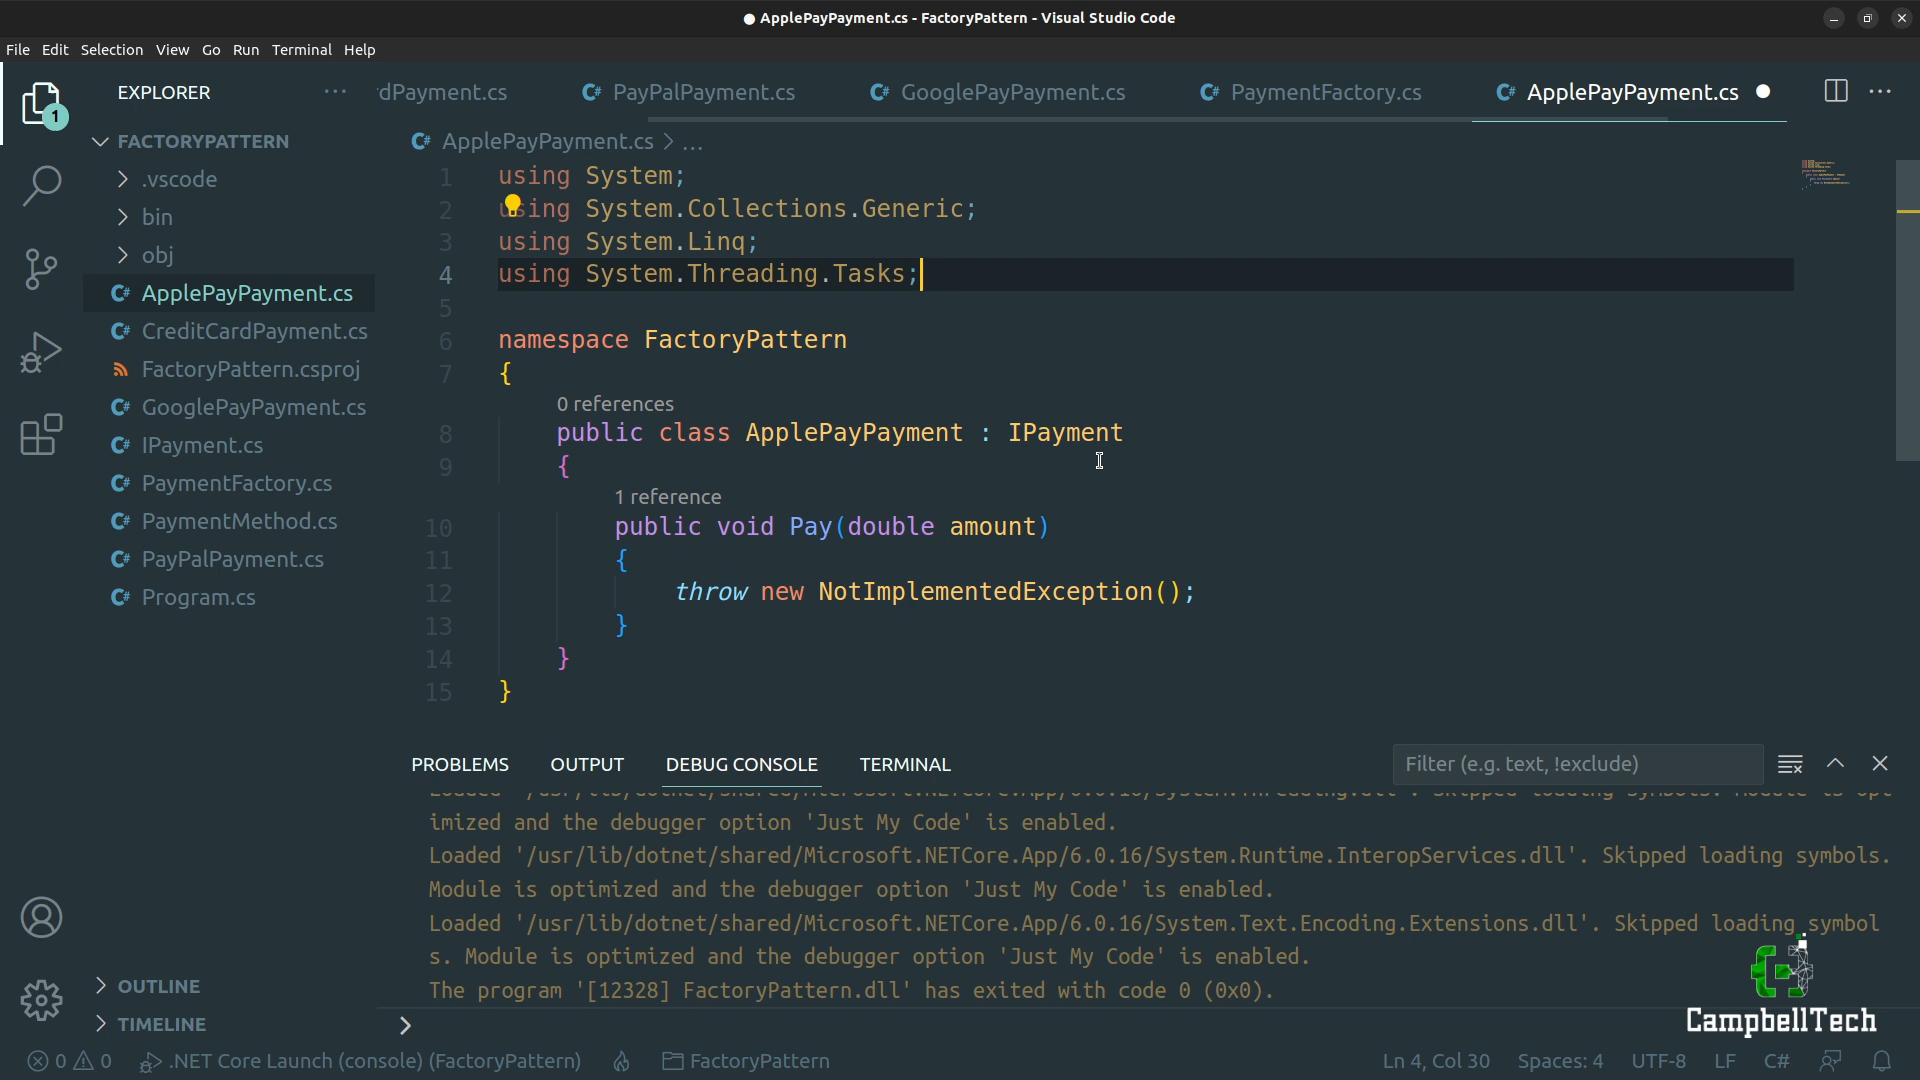 ● ApplePayPayment.cs - FactoryPattern - Visual Studio Code
File Edit Selection View Go Run Terminal Help
1
EXPLORER
FACTORYPATTERN
.vscode
bin
obj
C# ApplePayPayment.cs
C# CreditCardPayment.cs
FactoryPattern.csproj
C# GooglePayPayment.cs
C# IPayment.cs
C# PaymentFactory.cs
C# PaymentMethod.cs
C# PayPalPayment.cs
C# Program.cs
OUTLINE
TIMELINE
dPayment.cs C# PayPalPayment.cs C# GooglePayPayment.cs C# PaymentFactory.cs C# ApplePayPayment.cs ●
C# ApplePayPayment.cs > ...
1 using System;
2 using System.Collections.Generic;
3 using System.Linq;
4 using System.Threading.Tasks;
5
6 namespace FactoryPattern
7 {
0 references
8 public class ApplePayPayment : IPayment
9 {
1 reference
10 public void Pay(double amount)
11 {
12 throw new NotImplementedException();
13 }
14 }
15 }
PROBLEMS OUTPUT DEBUG CONSOLE TERMINAL Filter (e.g. text, !exclude)
imized and the debugger option 'Just My Code' is enabled.
Loaded '/usr/lib/dotnet/shared/Microsoft.NETCore.App/6.0.16/System.Runtime.InteropServices.dll'. Skipped loading symbols.
Module is optimized and the debugger option 'Just My Code' is enabled.
Loaded '/usr/lib/dotnet/shared/Microsoft.NETCore.App/6.0.16/System.Text.Encoding.Extensions.dll'. Skipped loading symbol
s. Module is optimized and the debugger option 'Just My Code' is enabled.
The program '[12328] FactoryPattern.dll' has exited with code 0 (0x0).
>
CampbellTech
0 0 .NET Core Launch (console) (FactoryPattern) FactoryPattern Ln 4, Col 30 Spaces: 4 UTF-8 LF C#